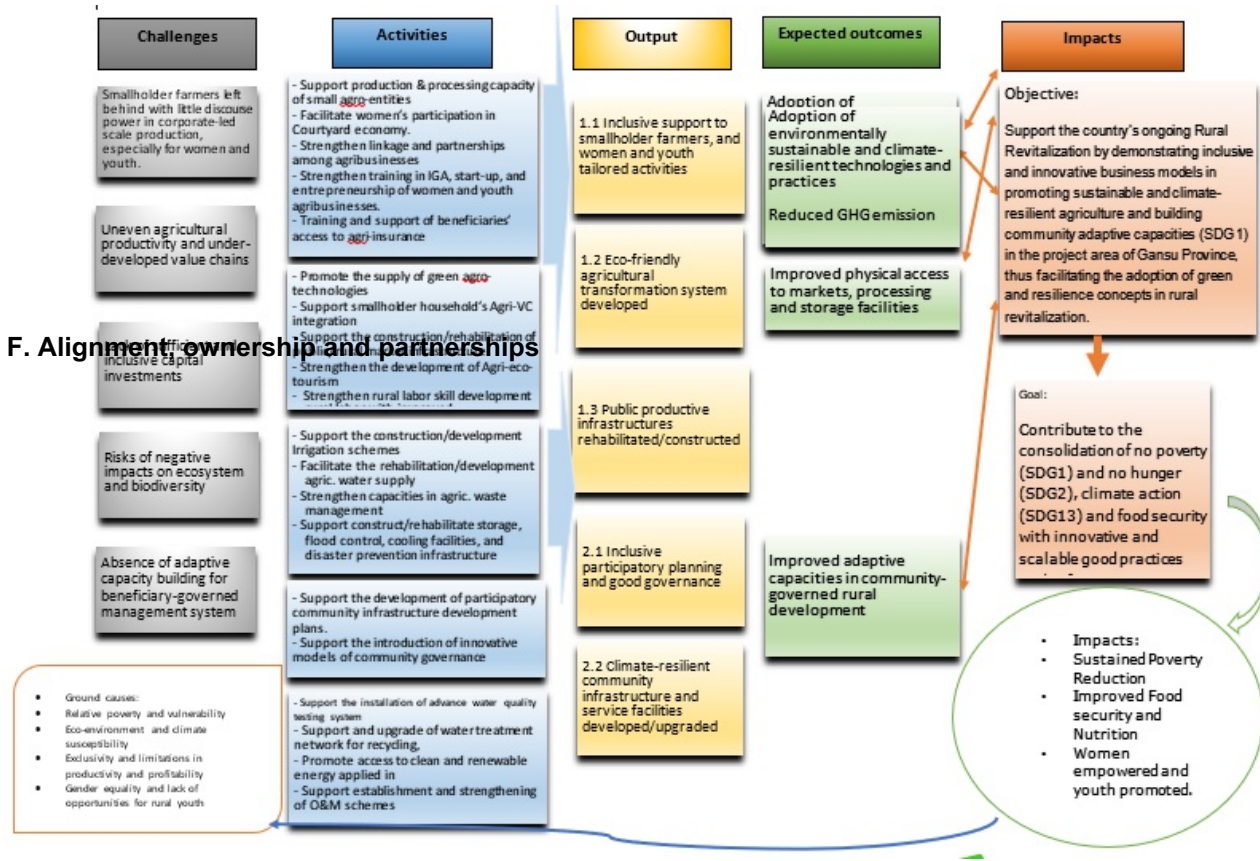 Challenges
Activities
Output
Expected outcomes
Impacts
Smallholder farmers left
behind with little discourse
power in corporate-led
scale production,
especially for women and
youth.
Uneven agricultural
productivity and under-
developed value chains
inclusive capital
investments
Risks of negative
impacts on ecosystem
and biodiversity
Absence of adaptive
capacity building for
beneficiary-governed
management system
F. Alignment, ownership and partnerships
• Ground causes:
• Relative poverty and vulnerability
• Eco-environment and climate
susceptibility
• Exclusivity and limitations in
productivity and profitability
• Gender equality and lack of
opportunities for rural youth
- Support production & processing capacity
of small agro-entities
- Facilitate women's participation in
Courtyard economy.
- Strengthen linkage and partnerships
among agribusinesses
- Strengthen training in IGA, start-up, and
entrepreneurship of women and youth
agribusinesses.
- Training and support of beneficiaries'
access to agri-insurance
- Promote the supply of green agro-
technologies
- Support smallholder household's Agri-VC
integration
- Support the construction/rehabilitation of
- Strengthen the development of Agri-eco-
tourism
- Strengthen rural labor skill development
- Support the construction/development
Irrigation schemes
- Facilitate the rehabilitation/development
agric. water supply
- Strengthen capacities in agric. waste
management
- Support construct/rehabilitate storage,
flood control, cooling facilities, and
disaster prevention infrastructure
- Support the development of participatory
community infrastructure development
plans.
- Support the introduction of innovative
models of community governance
- Support the installation of advance water quality
testing system
- Support and upgrade of water treatment
network for recycling,
- Promote access to clean and renewable
energy applied in
- Support establishment and strengthening
of O&M schemes
1.1 Inclusive support to
smallholder farmers, and
women and youth
tailored activities
1.2 Eco-friendly
agricultural
transformation system
developed
1.3 Public productive
infrastructures
rehabilitated/constructed
2.1 Inclusive
participatory planning
and good governance
2.2 Climate-resilient
community
infrastructure and
service facilities
developed/upgraded
Adoption of
Adoption of
environmentally
sustainable and climate-
resilient technologies and
practices
Reduced GHG emission
Improved physical access
to markets, processing
and storage facilities
Improved adaptive
capacities in community-
governed rural
development
Objective:
Support the country's ongoing Rural
Revitalization by demonstrating inclusive
and innovative business models in
promoting sustainable and climate-
resilient agriculture and building
community adaptive capacities (SDG1)
in the project area of Gansu Province,
thus facilitating the adoption of green
and resilience concepts in rural
revitalization.
Goal:
Contribute to the
consolidation of no poverty
(SDG1) and no hunger
(SDG2), climate action
(SDG13) and food security
with innovative and
scalable good practices
• Impacts:
• Sustained Poverty
Reduction
• Improved Food
security and
Nutrition
• Women
empowered and
youth promoted.